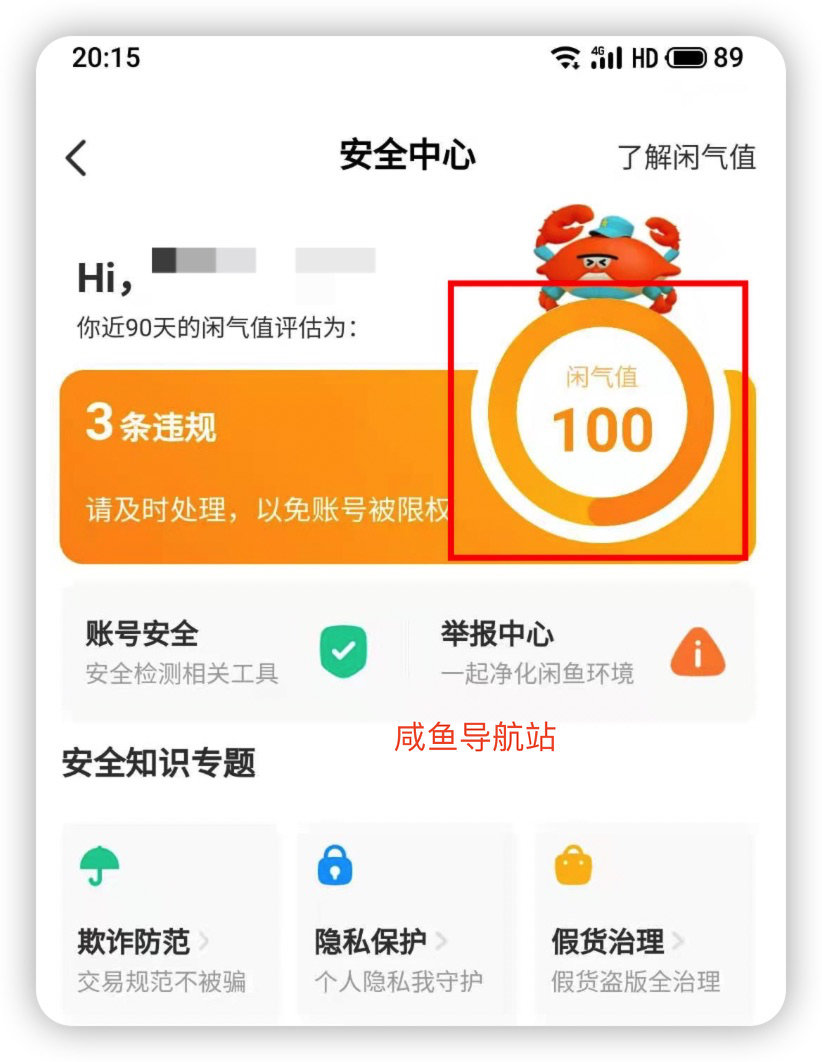 20:15
4G HD 89
安全中心
了解闲气值
Hi，
你近90天的闲气值评估为：
闲气值
100
3条违规
请及时处理，以免账号被限权
账号安全
安全检测相关工具
举报中心
一起净化闲鱼环境
咸鱼导航站
安全知识专题
欺诈防范
交易规范不被骗
隐私保护
个人隐私我守护
假货治理
假货盗版全治理